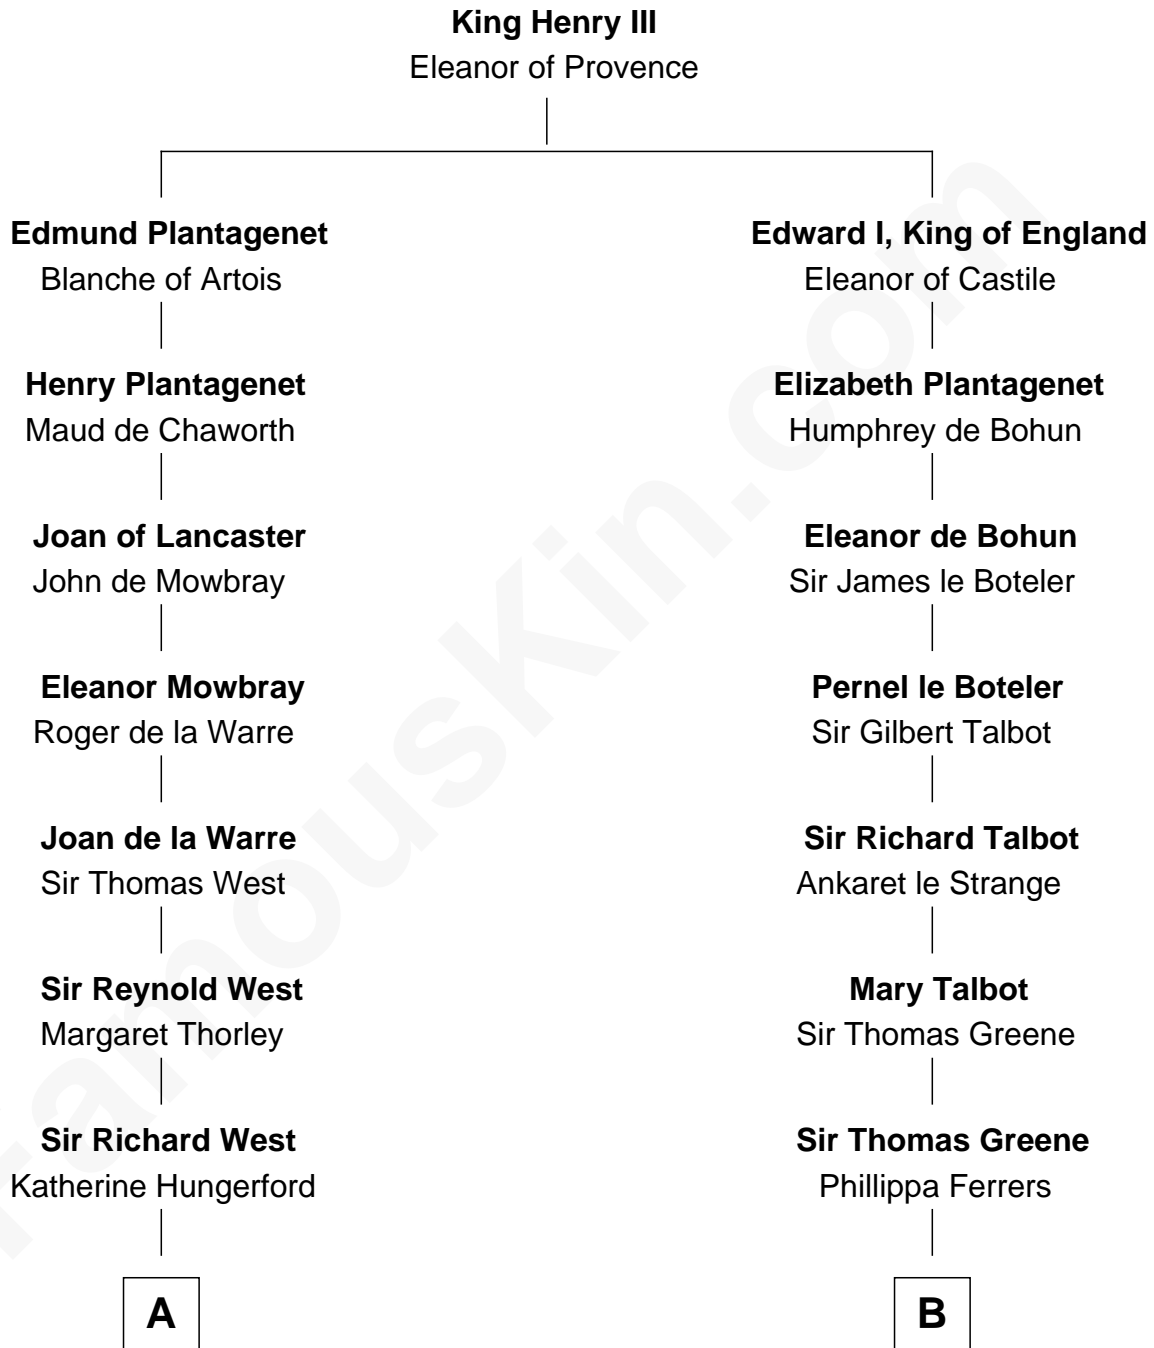 King Henry III
Eleanor of Provence
Edmund Plantagenet
Blanche of Artois
Henry Plantagenet
Maud de Chaworth
Joan of Lancaster
John de Mowbray
Eleanor Mowbray
Roger de la Warre
Joan de la Warre
Sir Thomas West
Sir Reynold West
Margaret Thorley
Sir Richard West
Katherine Hungerford
A
Edward I, King of England
Eleanor of Castile
Elizabeth Plantagenet
Humphrey de Bohun
Eleanor de Bohun
Sir James le Boteler
Pernel le Boteler
Sir Gilbert Talbot
Sir Richard Talbot
Ankaret le Strange
Mary Talbot
Sir Thomas Greene
Sir Thomas Greene
Phillippa Ferrers
B
FamousKin.com